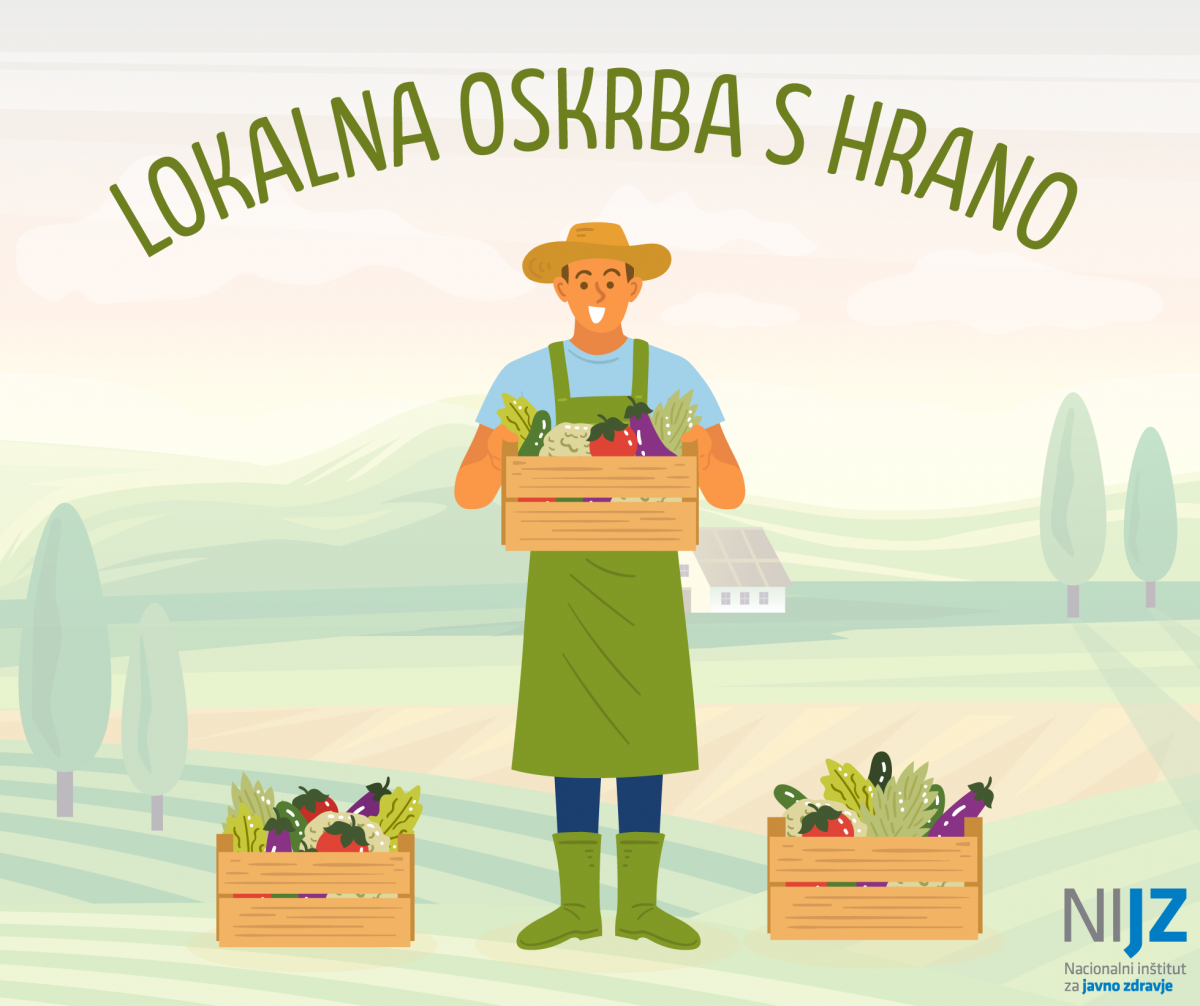 LOKALNA OSKRBA S HRANO
NIJZ
Nacionalni inštitut
za javno zdravje